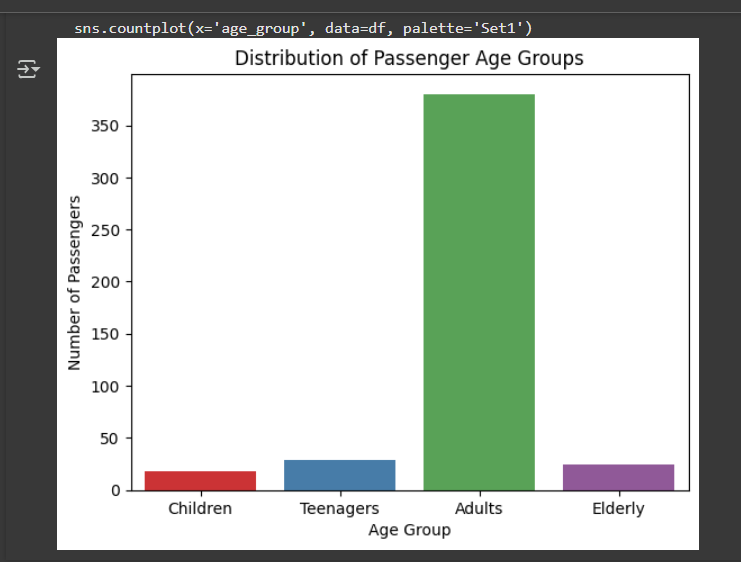 sns.countplot(x='age_group', data=df, palette='Set1')
Distribution of Passenger Age Groups
350
300
250
200
150
100
50
0
Number of Passengers
Children Teenagers Adults Elderly
Age Group